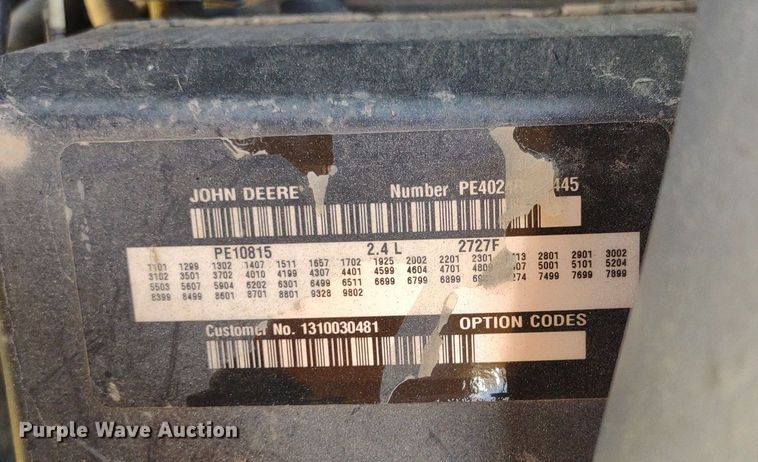 JOHN DEERE® Number
PE10815 2.4 L 2727F
1299 1302 1407 1511 1657 1702 1925 2002 2201 2301 2801 2901 3002
3102 3501 3702 4010 4199 4307 4401 4599 4604 4701 5001 5101 5204
5503 5607 5904 6202 6301 6499 6511 6699 6799 6899 7499 7699 7899
8399 8499 8601 8701 8801 9328 9802
Customer No. 1310030481 OPTION CODES
Purple Wave Auction